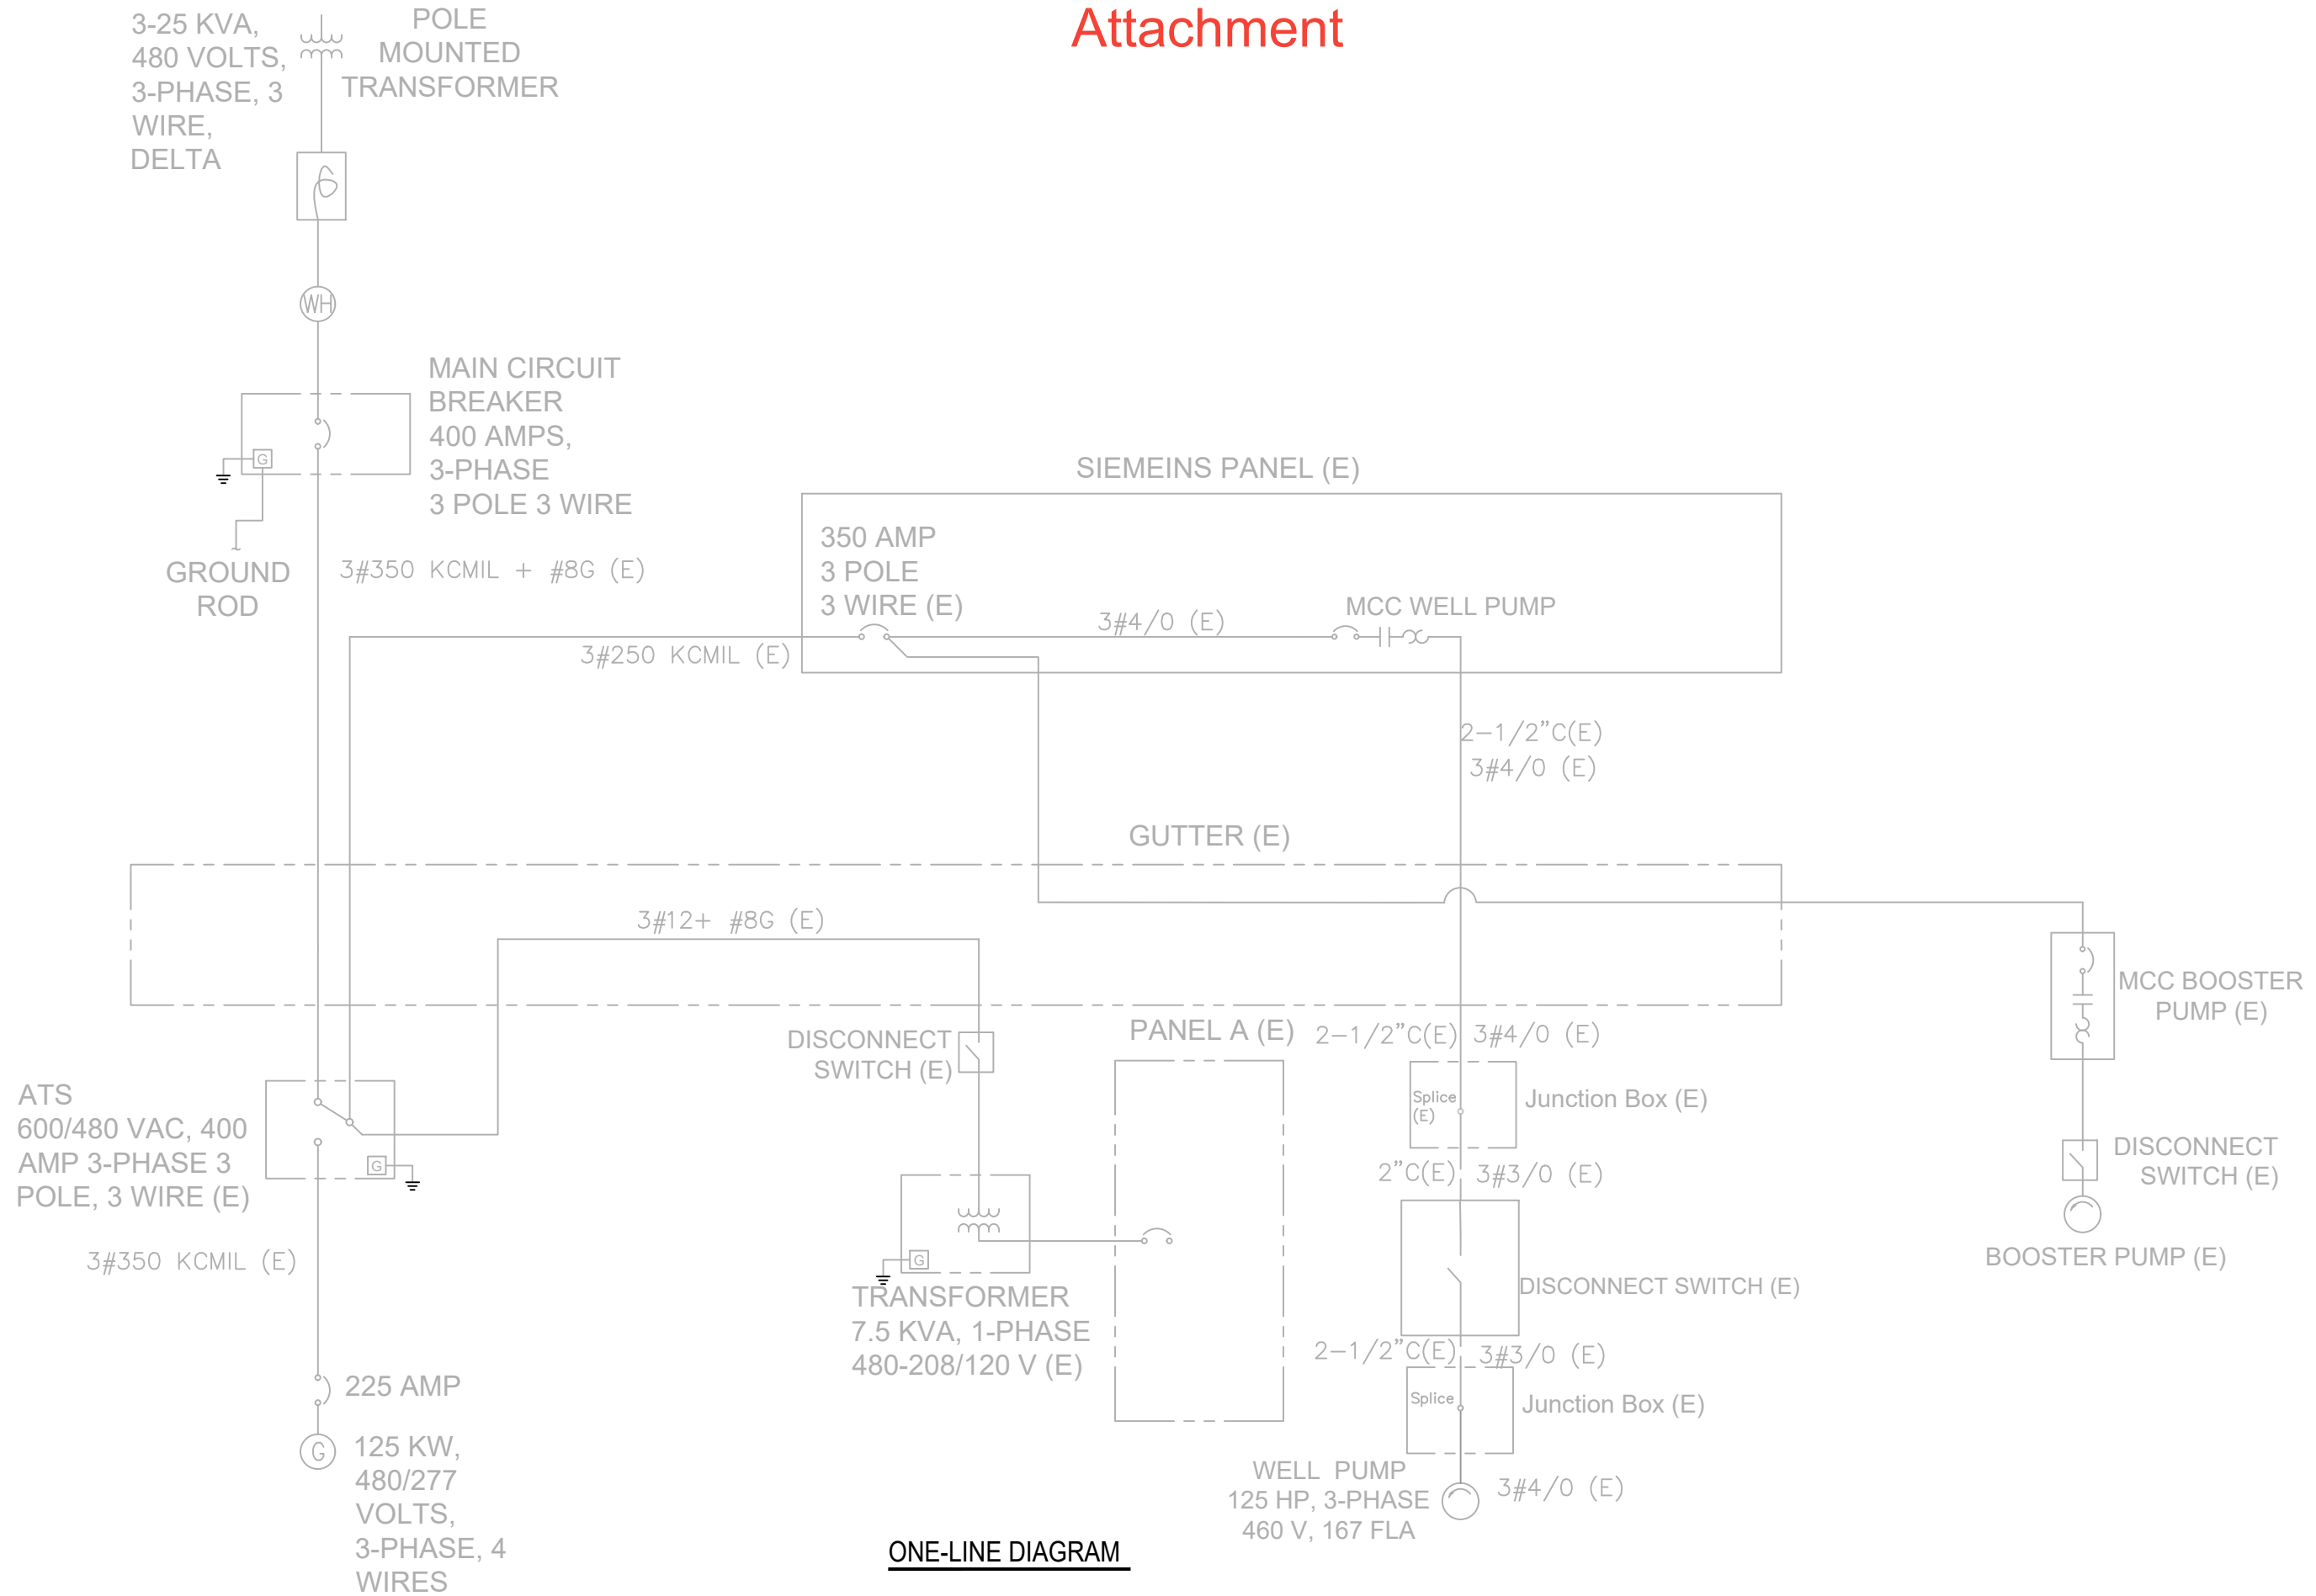 Attachment
3-25 KVA,
480 VOLTS,
3-PHASE, 3
WIRE,
DELTA
POLE
MOUNTED
TRANSFORMER
WH
MAIN CIRCUIT
BREAKER
400 AMPS,
3-PHASE
3 POLE 3 WIRE
G
GROUND
ROD
3#350 KCMIL + #8G (E)
SIEMEINS PANEL (E)
350 AMP
3 POLE
3 WIRE (E)
3#4/0 (E)
MCC WELL PUMP
3#250 KCMIL (E)
2-1/2"C(E)
3#4/0 (E)
GUTTER (E)
3#12+ #8G (E)
MCC BOOSTER
PUMP (E)
DISCONNECT
SWITCH (E)
PANEL A (E)
2-1/2"C(E) 3#4/0 (E)
Splice
(E)
Junction Box (E)
ATS
600/480 VAC, 400
AMP 3-PHASE 3
POLE, 3 WIRE (E)
G
2"C(E) 3#3/0 (E)
DISCONNECT
SWITCH (E)
BOOSTER PUMP (E)
3#350 KCMIL (E)
G
TRANSFORMER
7.5 KVA, 1-PHASE
480-208/120 V (E)
DISCONNECT SWITCH (E)
2-1/2"C(E) 3#3/0 (E)
Splice
Junction Box (E)
225 AMP
G
125 KW,
480/277
VOLTS,
3-PHASE, 4
WIRES
WELL PUMP
125 HP, 3-PHASE
460 V, 167 FLA
3#4/0 (E)
ONE-LINE DIAGRAM